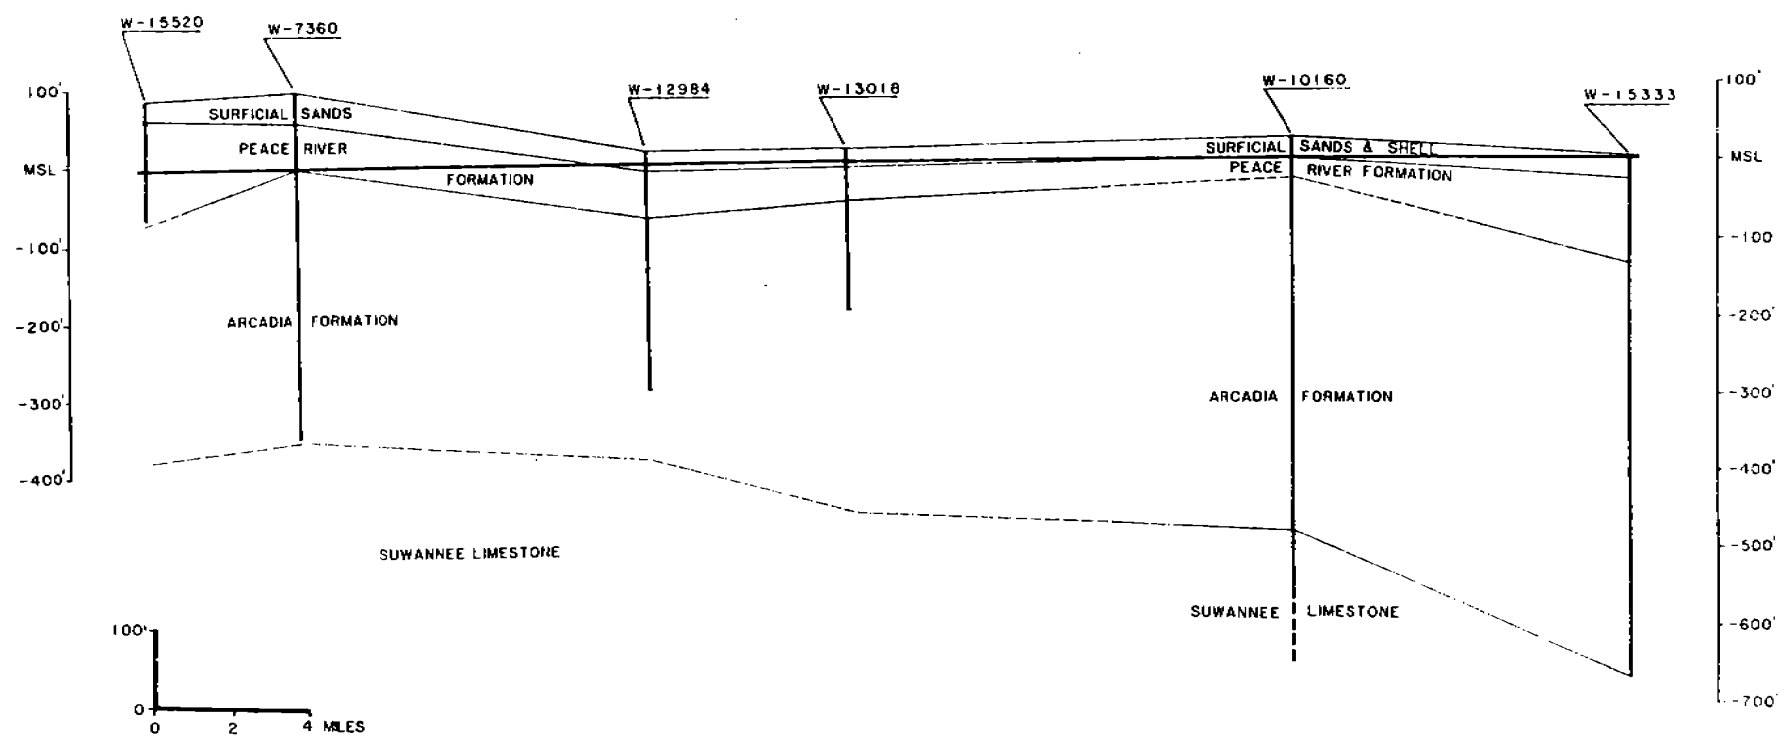 W-15520
W-7360
W-12984
W-13018
W-10160
W-15333
100'
MSL
-100'
-200'
-300'
-400'
100'
MSL
-100
-200'
-300'
-400'
-500'
-600'
-700'
SURFICIAL SANDS
PEACE RIVER
FORMATION
SURFICIAL SANDS & SHELL
PEACE RIVER FORMATION
ARCADIA FORMATION
ARCADIA FORMATION
SUWANNEE LIMESTONE
SUWANNEE LIMESTONE
100'
0
0 2 4 MILES